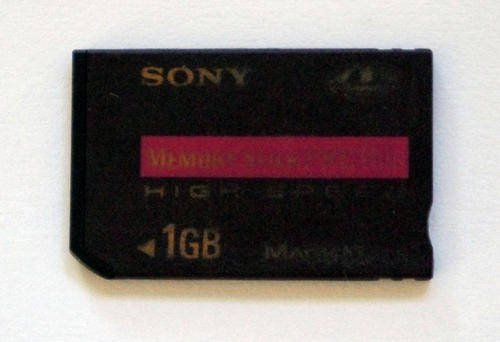 SONY
MEMORY STICK PRO DUO
HIGH SPEED
1GB MAGICGATE